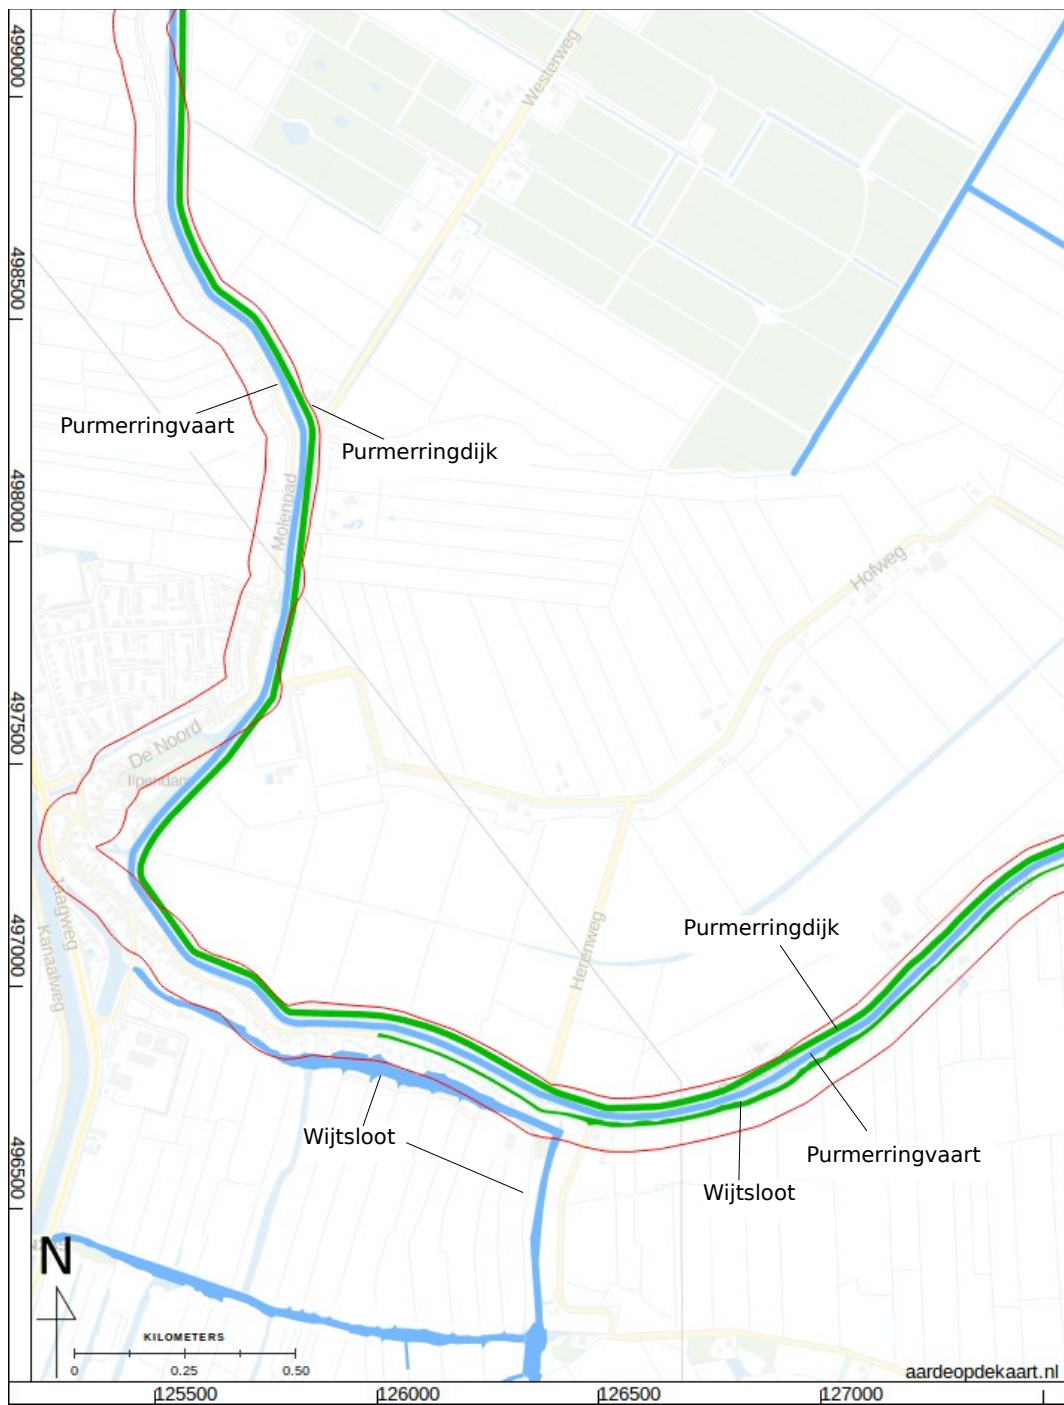 499000
Westerweg
498500
Purmerringvaart
Purmerringdijk
498000
Molenpad
Hofweg
497500
De Noord
Ilpendam
Jaagweg
Kanaalweg
497000
Herenweg
Purmerringdijk
Wijtsloot
Purmerringvaart
Wijtsloot
496500
N
KILOMETERS
0 0.25 0.50
aardeopdekaart.nl
125500 126000 126500 127000